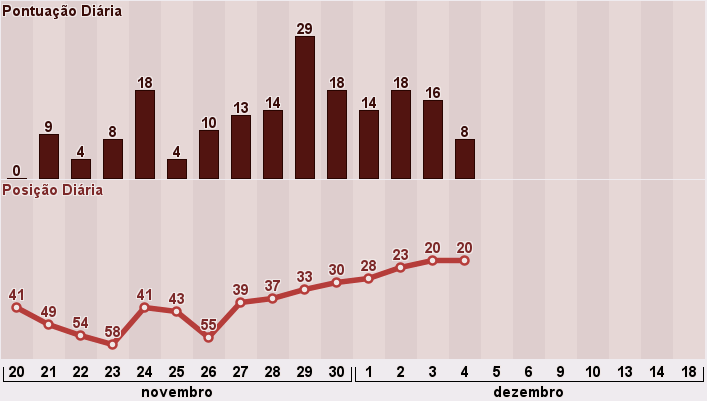 Pontuação Diária
0 9 4 8 18 4 10 13 14 29 18 14 18 16 8
Posição Diária
41 49 54 58 41 43 55 39 37 33 30 28 23 20 20
20 21 22 23 24 25 26 27 28 29 30 1 2 3 4 5 6 9 10 13 14 18
novembro dezembro